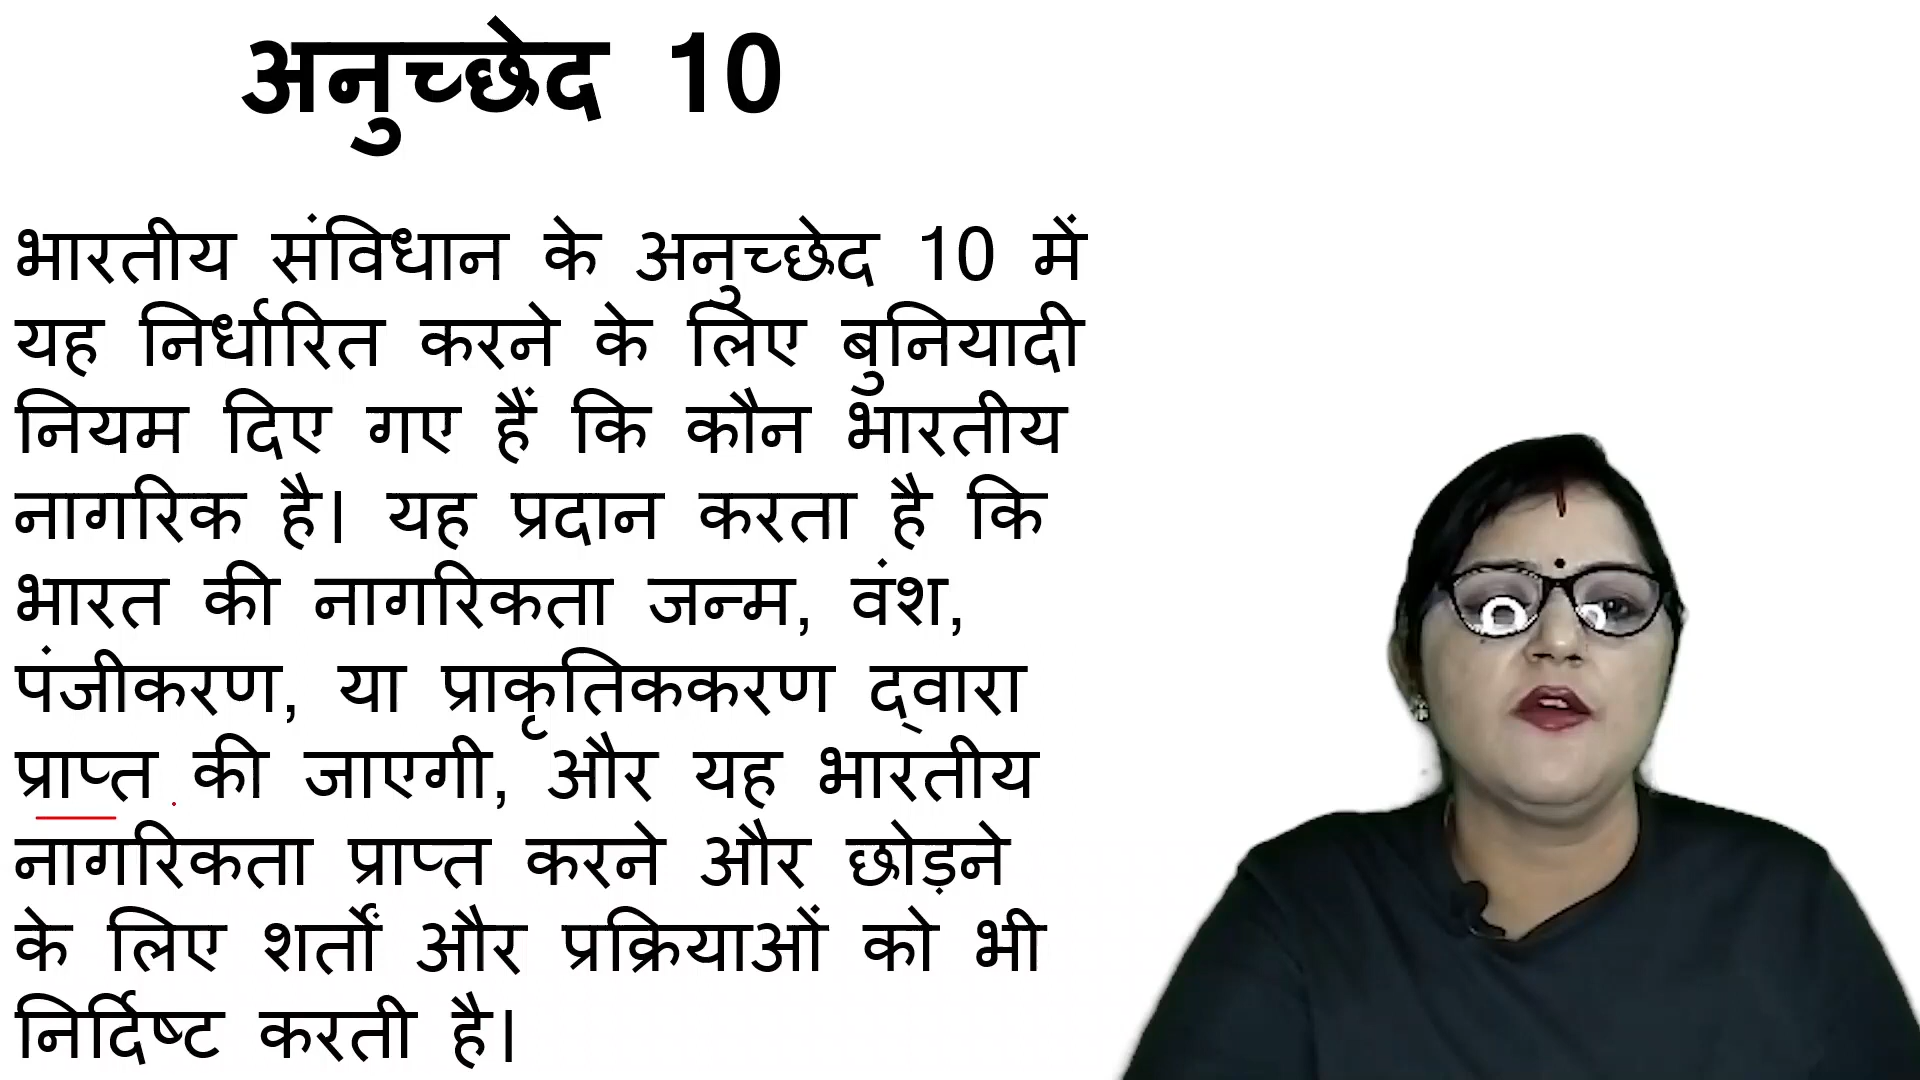 अनुच्छेद 10
भारतीय संविधान के अनुच्छेद 10 में
यह निर्धारित करने के लिए बुनियादी
नियम दिए गए हैं कि कौन भारतीय
नागरिक है। यह प्रदान करता है कि
भारत की नागरिकता जन्म, वंश,
पंजीकरण, या प्राकृतिककरण द्वारा
प्राप्त की जाएगी, और यह भारतीय
नागरिकता प्राप्त करने और छोड़ने
के लिए शर्तों और प्रक्रियाओं को भी
निर्दिष्ट करती है।